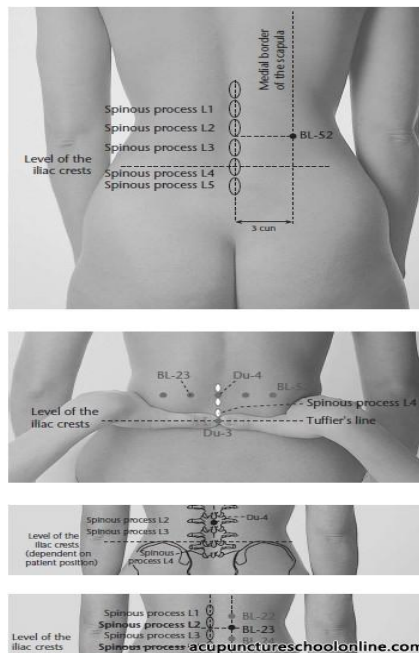 Medial border
of the scapula
Spinous process L1
Spinous process L2
BL-52
Spinous process L3
Level of the
iliac crests
Spinous process L4
Spinous process L5
3 cun
BL-23
Du-4
BL-5
Spinous process L4
Level of the
iliac crests
Tuffier's line
Du-3
Spinous process L2
Du-4
Spinous process L3
Level of the
iliac crests
(dependent on
patient position)
Spinous
process L4
Spinous process L1
BL-22
Spinous process L2
BL-23
Spinous process L3
BL-24
Level of the
iliac crests
acupunctureschoolonline.com